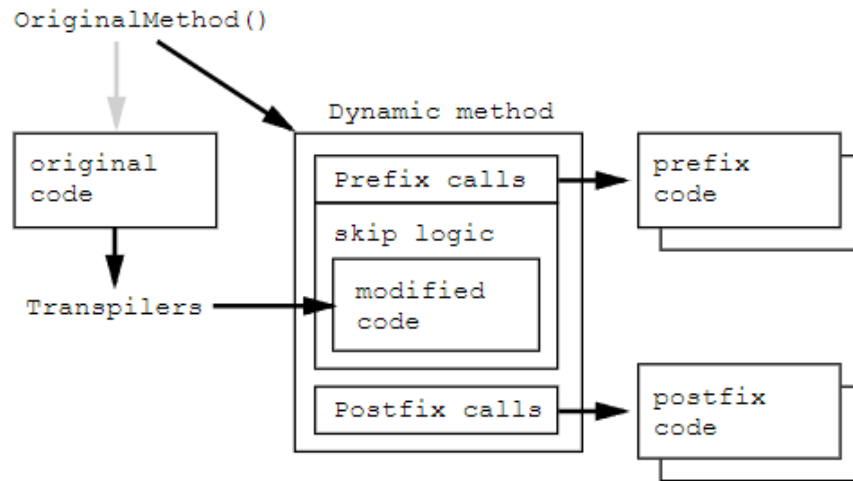 OriginalMethod()
Dynamic method
original
code
Prefix calls
prefix
code
skip logic
modified
code
Transpilers
Postfix calls
postfix
code